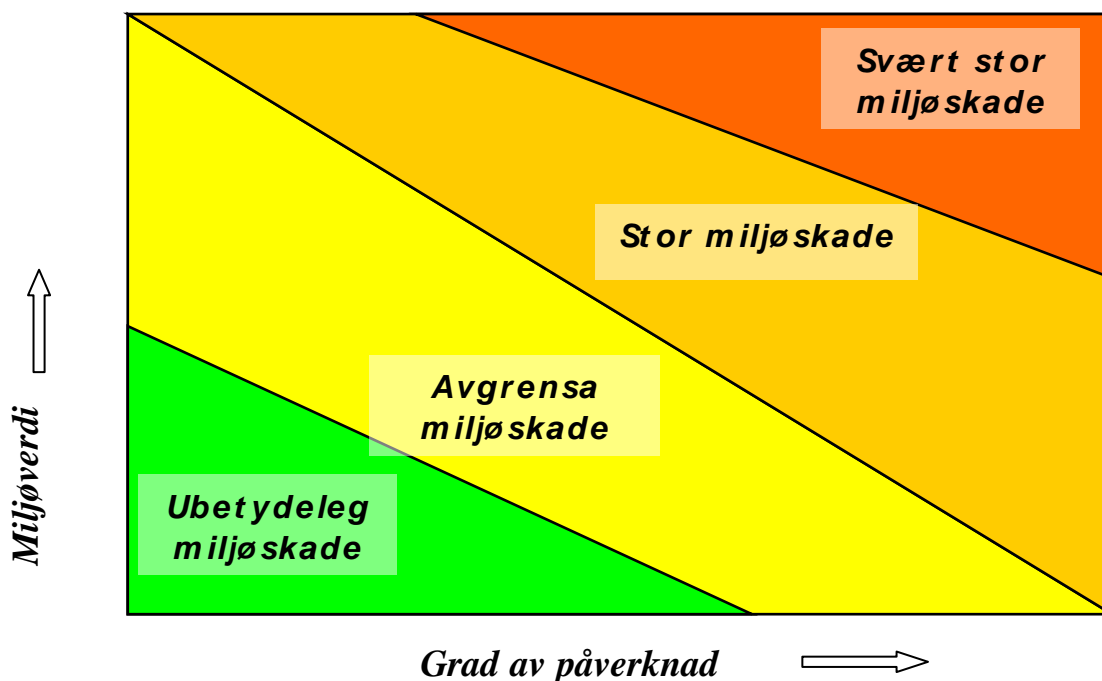 Svært stor
miljøskade
Stor miljøskade
Avgrensa
miljøskade
Ubetydeleg
miljøskade
Miljøverdi
Grad av påverknad